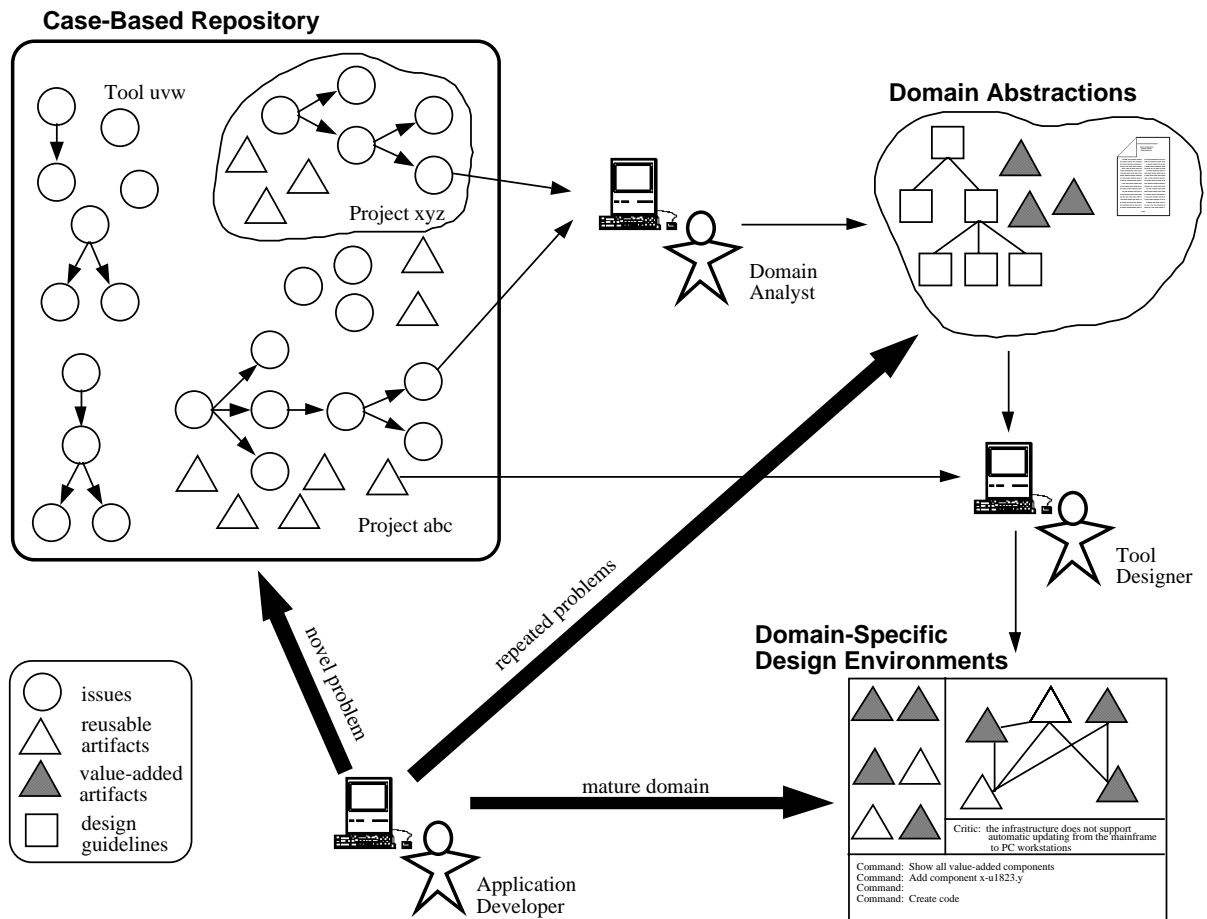 Case-Based Repository
Tool uvw
Project xyz
Project abc
Domain
Analyst
Domain Abstractions
Tool
Designer
novel problem
repeated problems
mature domain
Domain-Specific
Design Environments
issues
reusable
artifacts
value-added
artifacts
design
guidelines
Application
Developer
Critic: the infrastructure does not support
automatic updating from the mainframe
to PC workstations
Command: Show all value-added components
Command: Add component x-u1823.y
Command:
Command: Create code